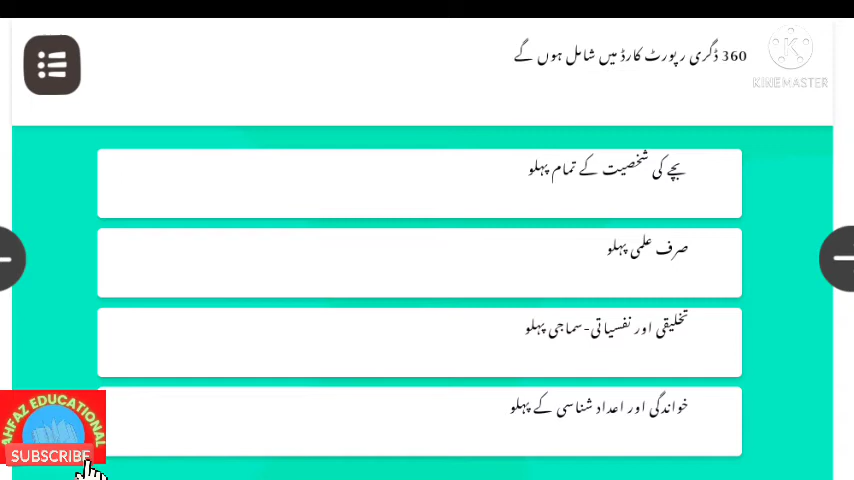 360 ڈگری رپورٹ کارڈ میں شامل ہوں گے
KINEMASTER
بچے کی شخصیت کے تمام پہلو
صرف علمی پہلو
تخلیقی اور نفسیاتی-سماجی پہلو
خواندگی اور اعداد شناسی کے پہلو
AHFAZ EDUCATIONAL
SUBSCRIBE